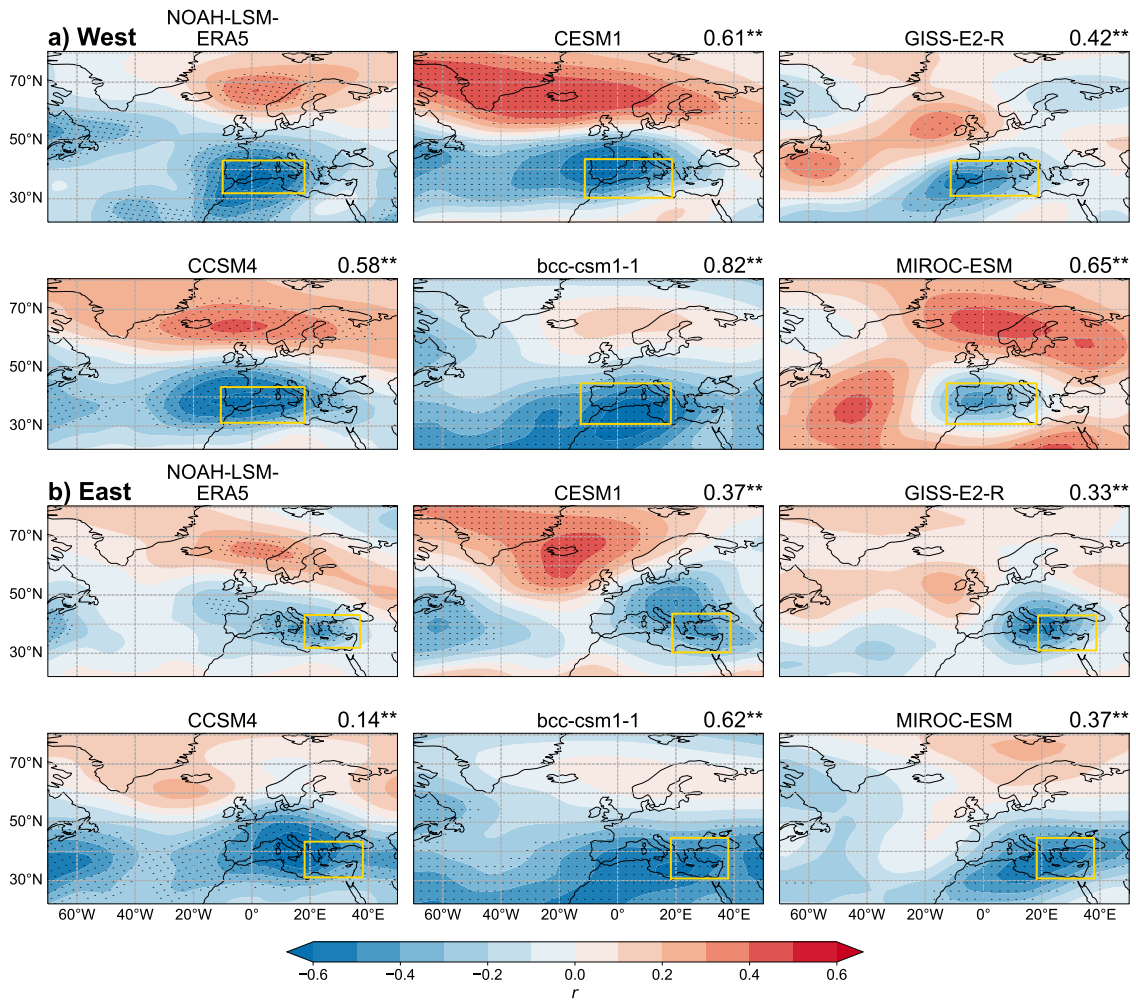 NOAH-LSM-
a) West ERA5 CESM1 0.61** GISS-E2-R 0.42**
70°N
50°N
30°N
CCSM4 0.58** bcc-csm1-1 0.82** MIROC-ESM 0.65**
70°N
50°N
30°N
NOAH-LSM-
b) East ERA5 CESM1 0.37** GISS-E2-R 0.33**
70°N
50°N
30°N
CCSM4 0.14** bcc-csm1-1 0.62** MIROC-ESM 0.37**
70°N
50°N
30°N
60°W 40°W 20°W 0° 20°E 40°E 60°W 40°W 20°W 0° 20°E 40°E 60°W 40°W 20°W 0° 20°E 40°E
−0.6 −0.4 −0.2 0.0 0.2 0.4 0.6
r